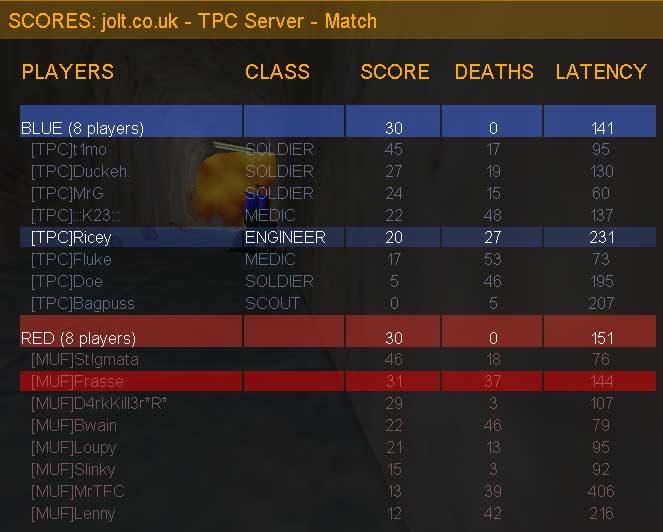 SCORES: jolt.co.uk - TPC Server - Match
PLAYERS CLASS SCORE DEATHS LATENCY
BLUE (8 players) 30 0 141
[TPC]t1mo SOLDIER 45 17 95
[TPC]Duckeh. SOLDIER 27 19 130
[TPC]MrG SOLDIER 24 15 60
[TPC]:::K23::: MEDIC 22 48 137
[TPC]Ricey ENGINEER 20 27 231
[TPC]Fluke MEDIC 17 53 73
[TPC]Doe SOLDIER 5 46 195
[TPC]Bagpuss SCOUT 0 5 207
RED (8 players) 30 0 151
[MUF]St!gmata 46 18 76
[MUF]Frasse 31 37 144
[MUF]D4rkKill3r*R* 29 3 107
[MUF]Bwain 22 46 79
[MUF]Loupy 21 13 95
[MUF]Slinky 15 3 92
[MUF]MrTFC 13 39 406
[MUF]Lenny 12 42 216